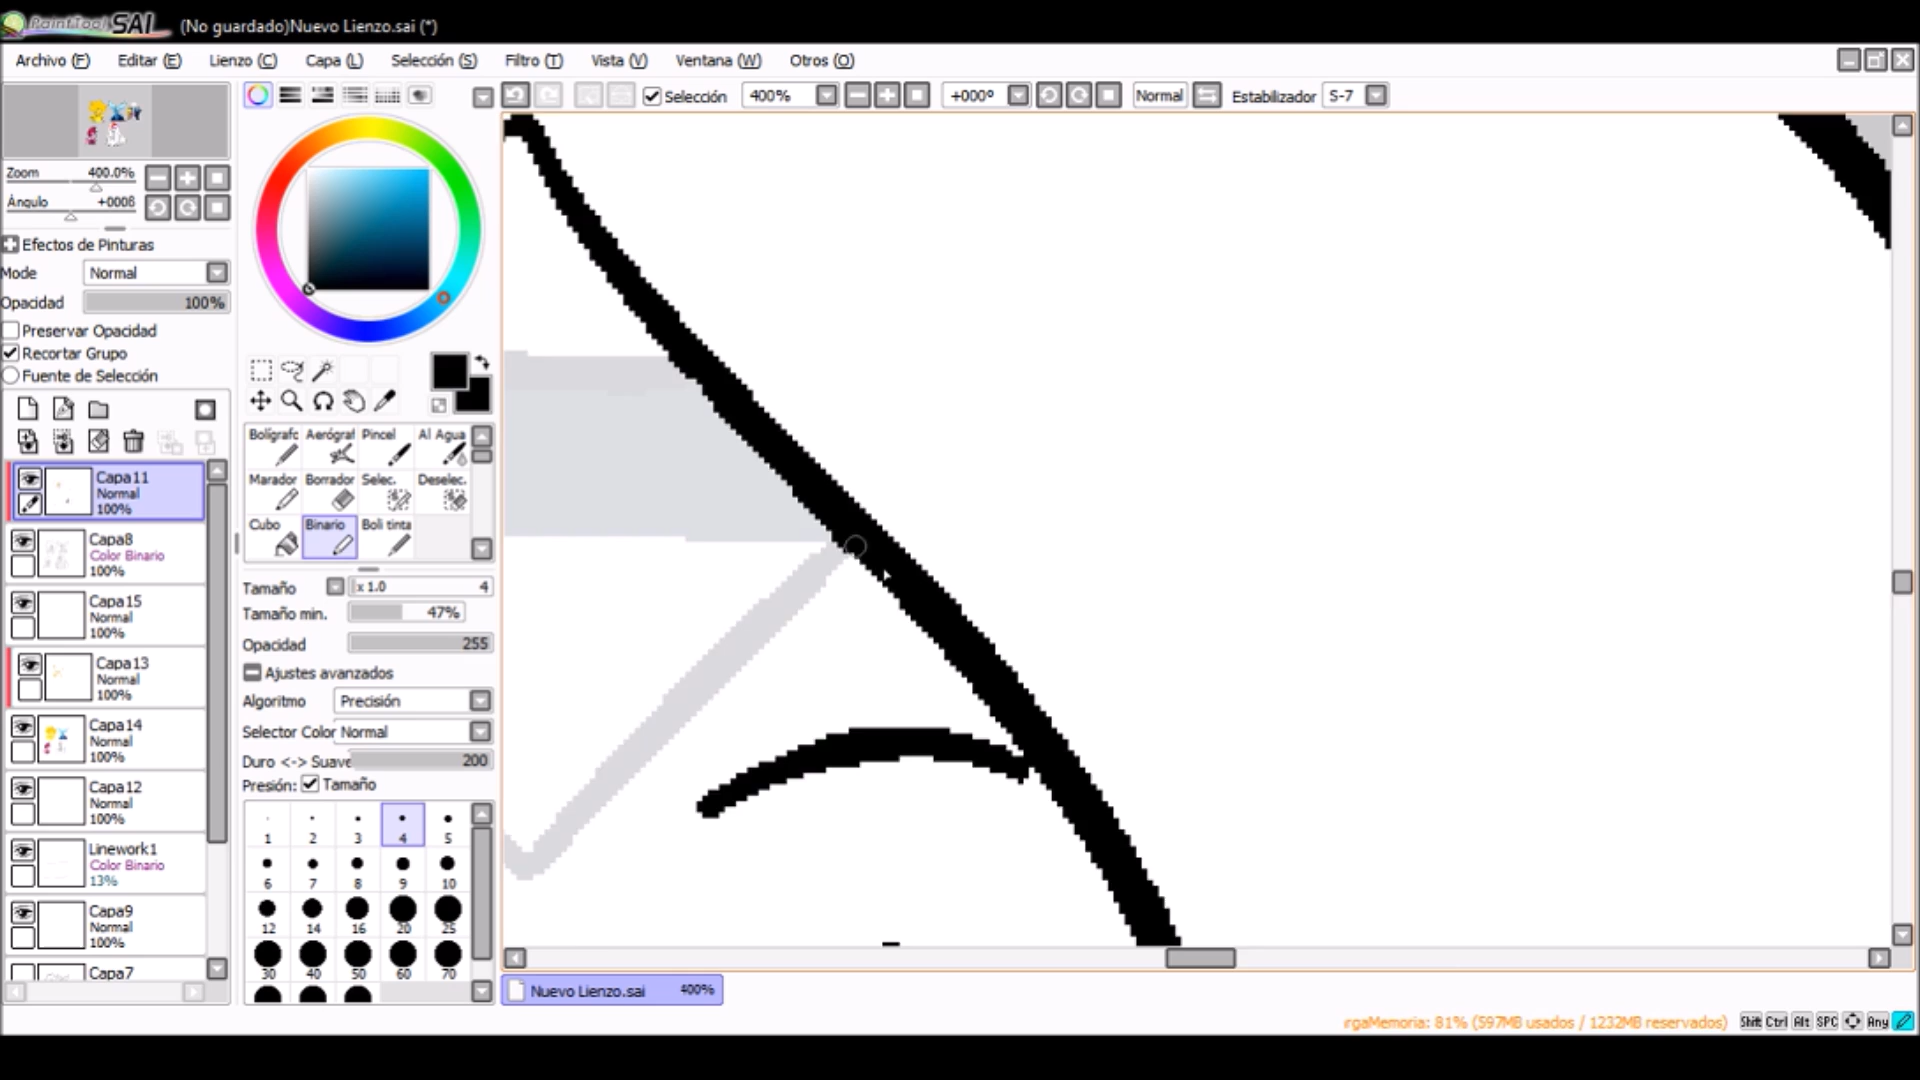 PaintTool SAI (No guardado)Nuevo Lienzo.sai (*)
Archivo (F) Editar (E) Lienzo (C) Capa (L) Selección (S) Filtro (T) Vista (V) Ventana (W) Otros (O)
Selección 400% +000º Normal Estabilizador S-7
Zoom 400.0%
Ángulo +000ß
Efectos de Pinturas
Mode Normal
Opacidad 100%
Preservar Opacidad
Recortar Grupo
Fuente de Selección
Capa11
Normal
100%
Capa8
Color Binario
100%
Capa15
Normal
100%
Capa13
Normal
100%
Capa14
Normal
100%
Capa12
Normal
100%
Linework1
Color Binario
13%
Capa9
Normal
100%
Capa7
Bolígrafo Aerógraf Pincel Al Agua
Marador Borrador Selec. Deselec.
Cubo Binario Boli tinta
Tamaño x 1.0 4
Tamaño min. 47%
Opacidad 255
Ajustes avanzados
Algoritmo Precisión
Selector Color Normal
Duro <-> Suave 200
Presión: Tamaño
1 2 3 4 5
6 7 8 9 10
12 14 16 20 25
30 40 50 60 70
Nuevo Lienzo.sai 400%
rgaMemoria: 81% (597MB usados / 1232MB reservados) Shift Ctrl Alt SPC Any